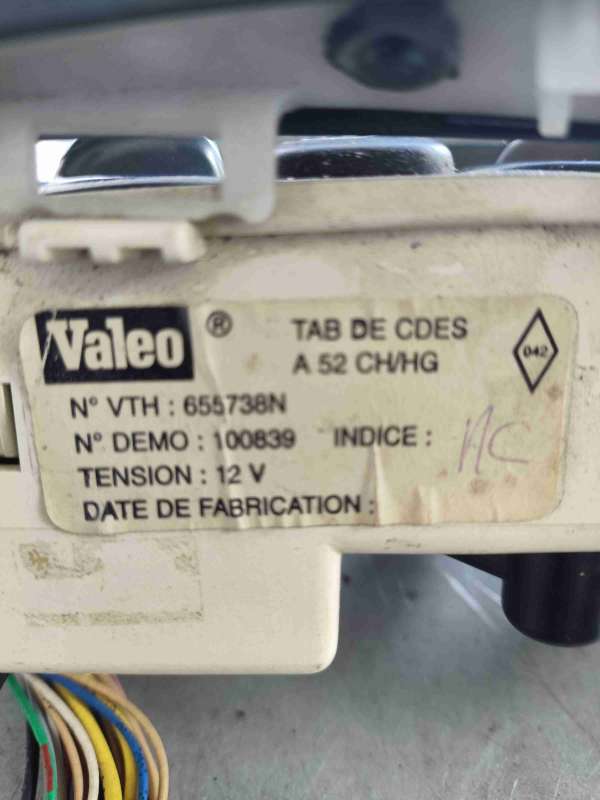 Valeo ® TAB DE CDES
A 52 CH/HG
042
N° VTH : 655738N
N° DEMO : 100839 INDICE : AC
TENSION : 12 V
DATE DE FABRICATION :